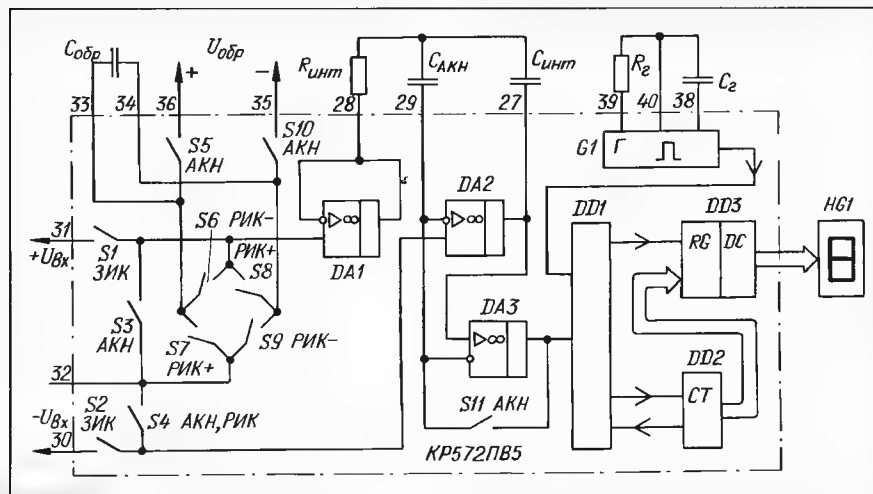 Cобр
Uобр
+
−
Rинт
CАКН
Cинт
Rг
Cг
33
34
36
35
28
29
27
39
40
38
S5
АКН
S10
АКН
G1
Г
DA2
S6
РИК−
DD1
DD3
HG1
31
+Uвх
S1
ЗИК
РИК+
S8
DA1
▷∞
▷∞
RG
DC
S3
АКН
DA3
▷∞
S7
РИК+
S9 РИК−
DD2
CT
32
S11 АКН
−Uвх
S2
ЗИК
S4 АКН, РИК
30
КР572ПВ5